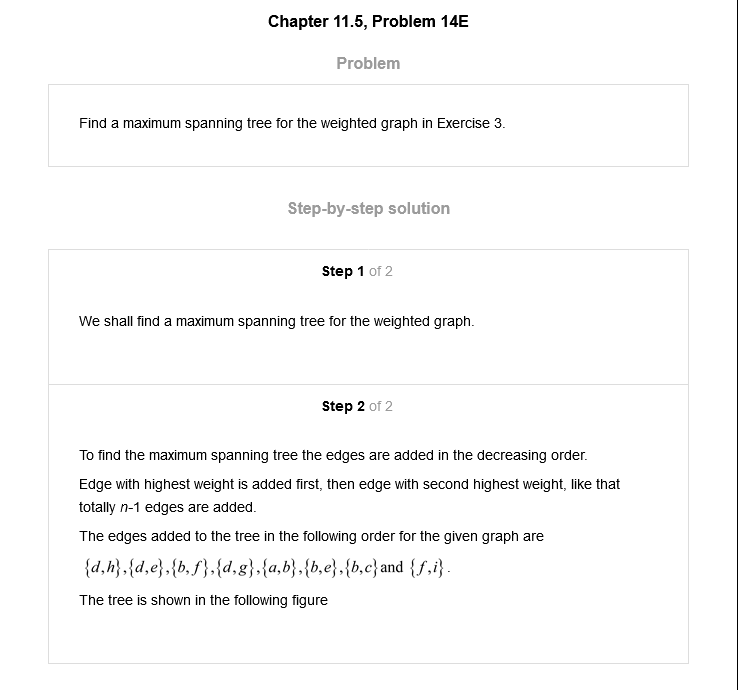 Chapter 11.5, Problem 14E
Problem
Find a maximum spanning tree for the weighted graph in Exercise 3.
Step-by-step solution
Step 1 of 2
We shall find a maximum spanning tree for the weighted graph.
Step 2 of 2
To find the maximum spanning tree the edges are added in the decreasing order.
Edge with highest weight is added first, then edge with second highest weight, like that
totally n-1 edges are added.
The edges added to the tree in the following order for the given graph are
{d,h},{d,e},{b,f},{d,g},{a,b},{b,e},{b,c} and {f,i}.
The tree is shown in the following figure